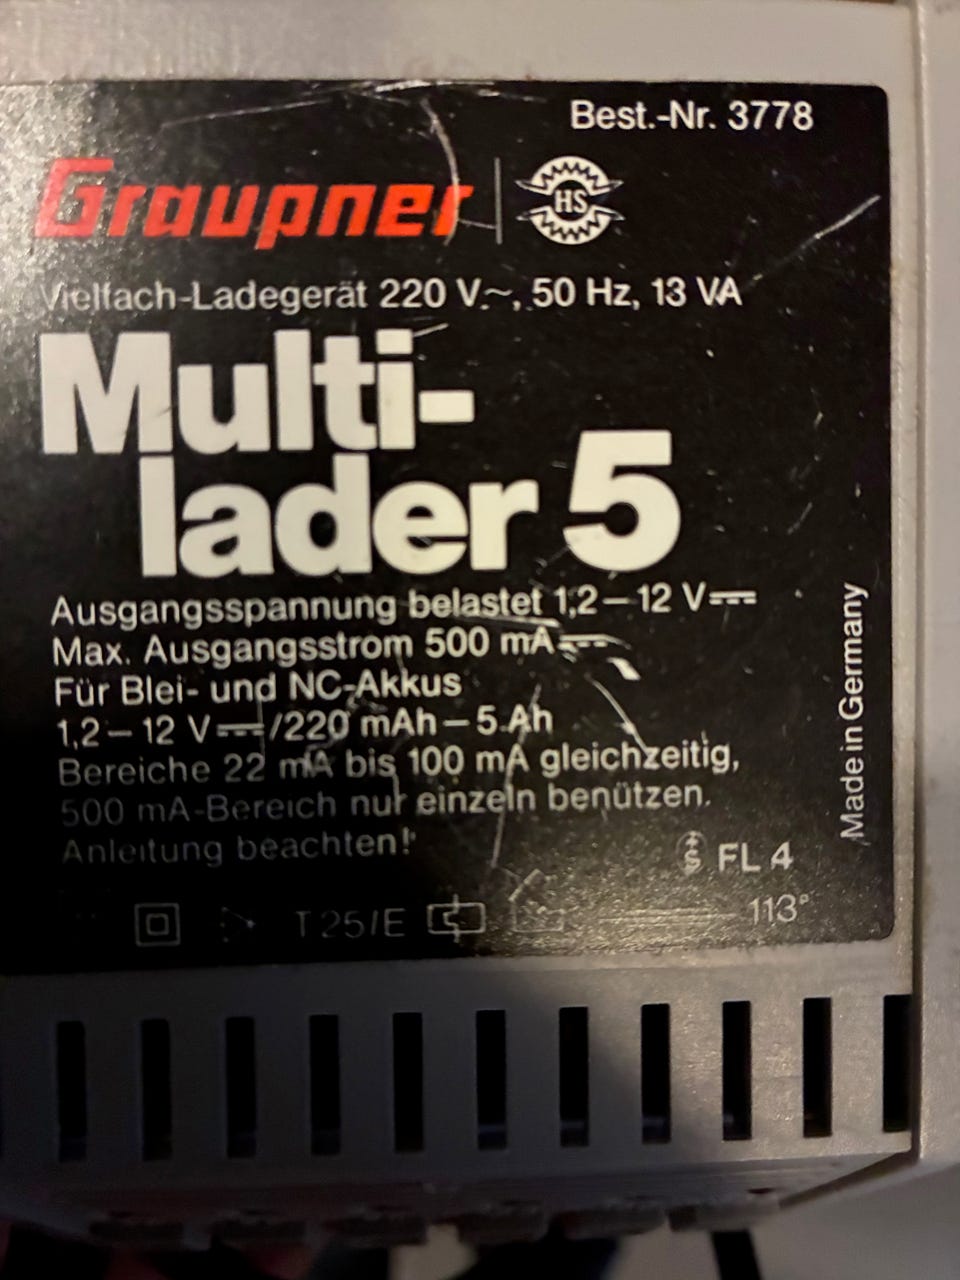 Best.-Nr. 3778
Graupner
HS
Vielfach-Ladegerät 220 V~, 50 Hz, 13 VA
Multi-
lader 5
Ausgangsspannung belastet 1,2–12 V⎓
Max. Ausgangsstrom 500 mA⎓
Für Blei- und NC-Akkus
1,2–12 V⎓/220 mAh–5 Ah
Bereiche 22 mA bis 100 mA gleichzeitig,
500 mA-Bereich nur einzeln benützen.
Anleitung beachten!
FL 4
T25/E
113°
Made in Germany